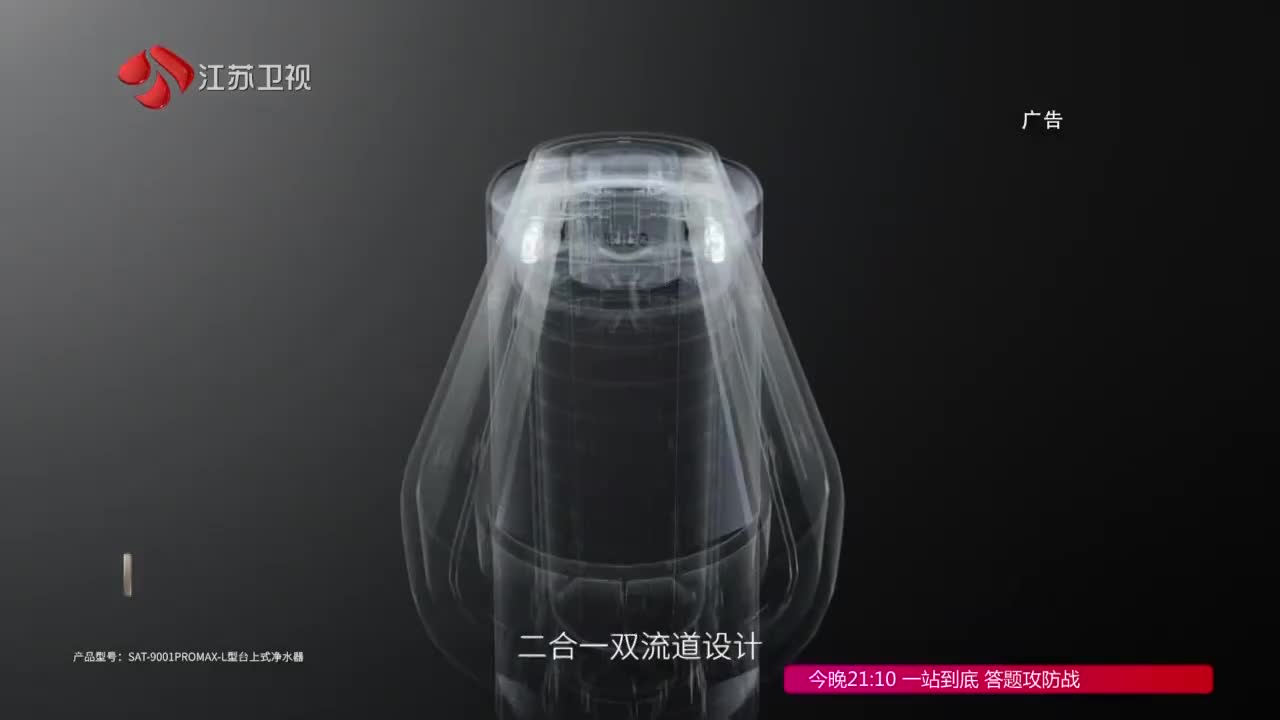 江苏卫视
广告
二合一双流道设计
产品型号：SAT-9001PROMAX-L型台上式净水器
今晚21:10 一站到底 答题攻防战